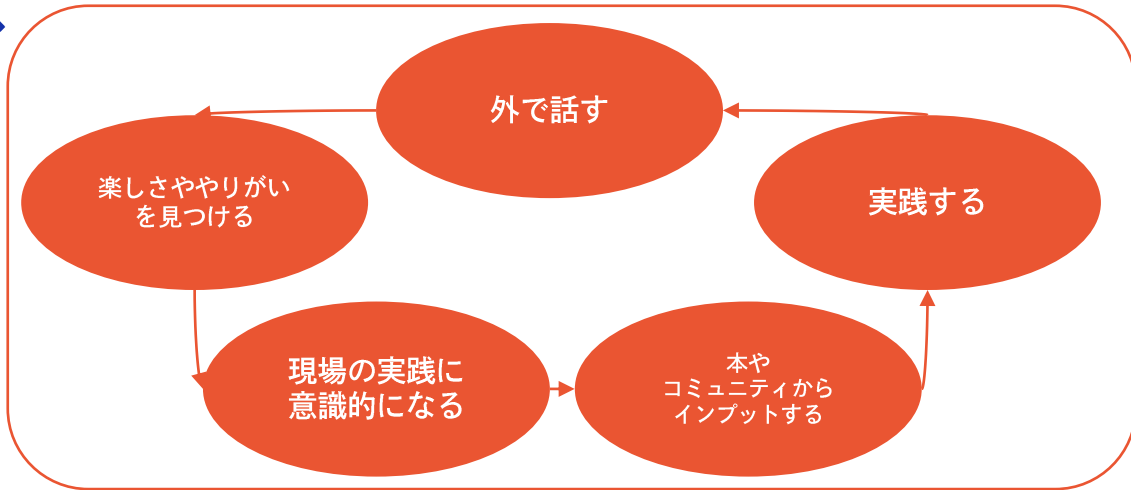 外で話す
楽しさややりがい
を見つける
実践する
現場の実践に
意識的になる
本や
コミュニティから
インプットする